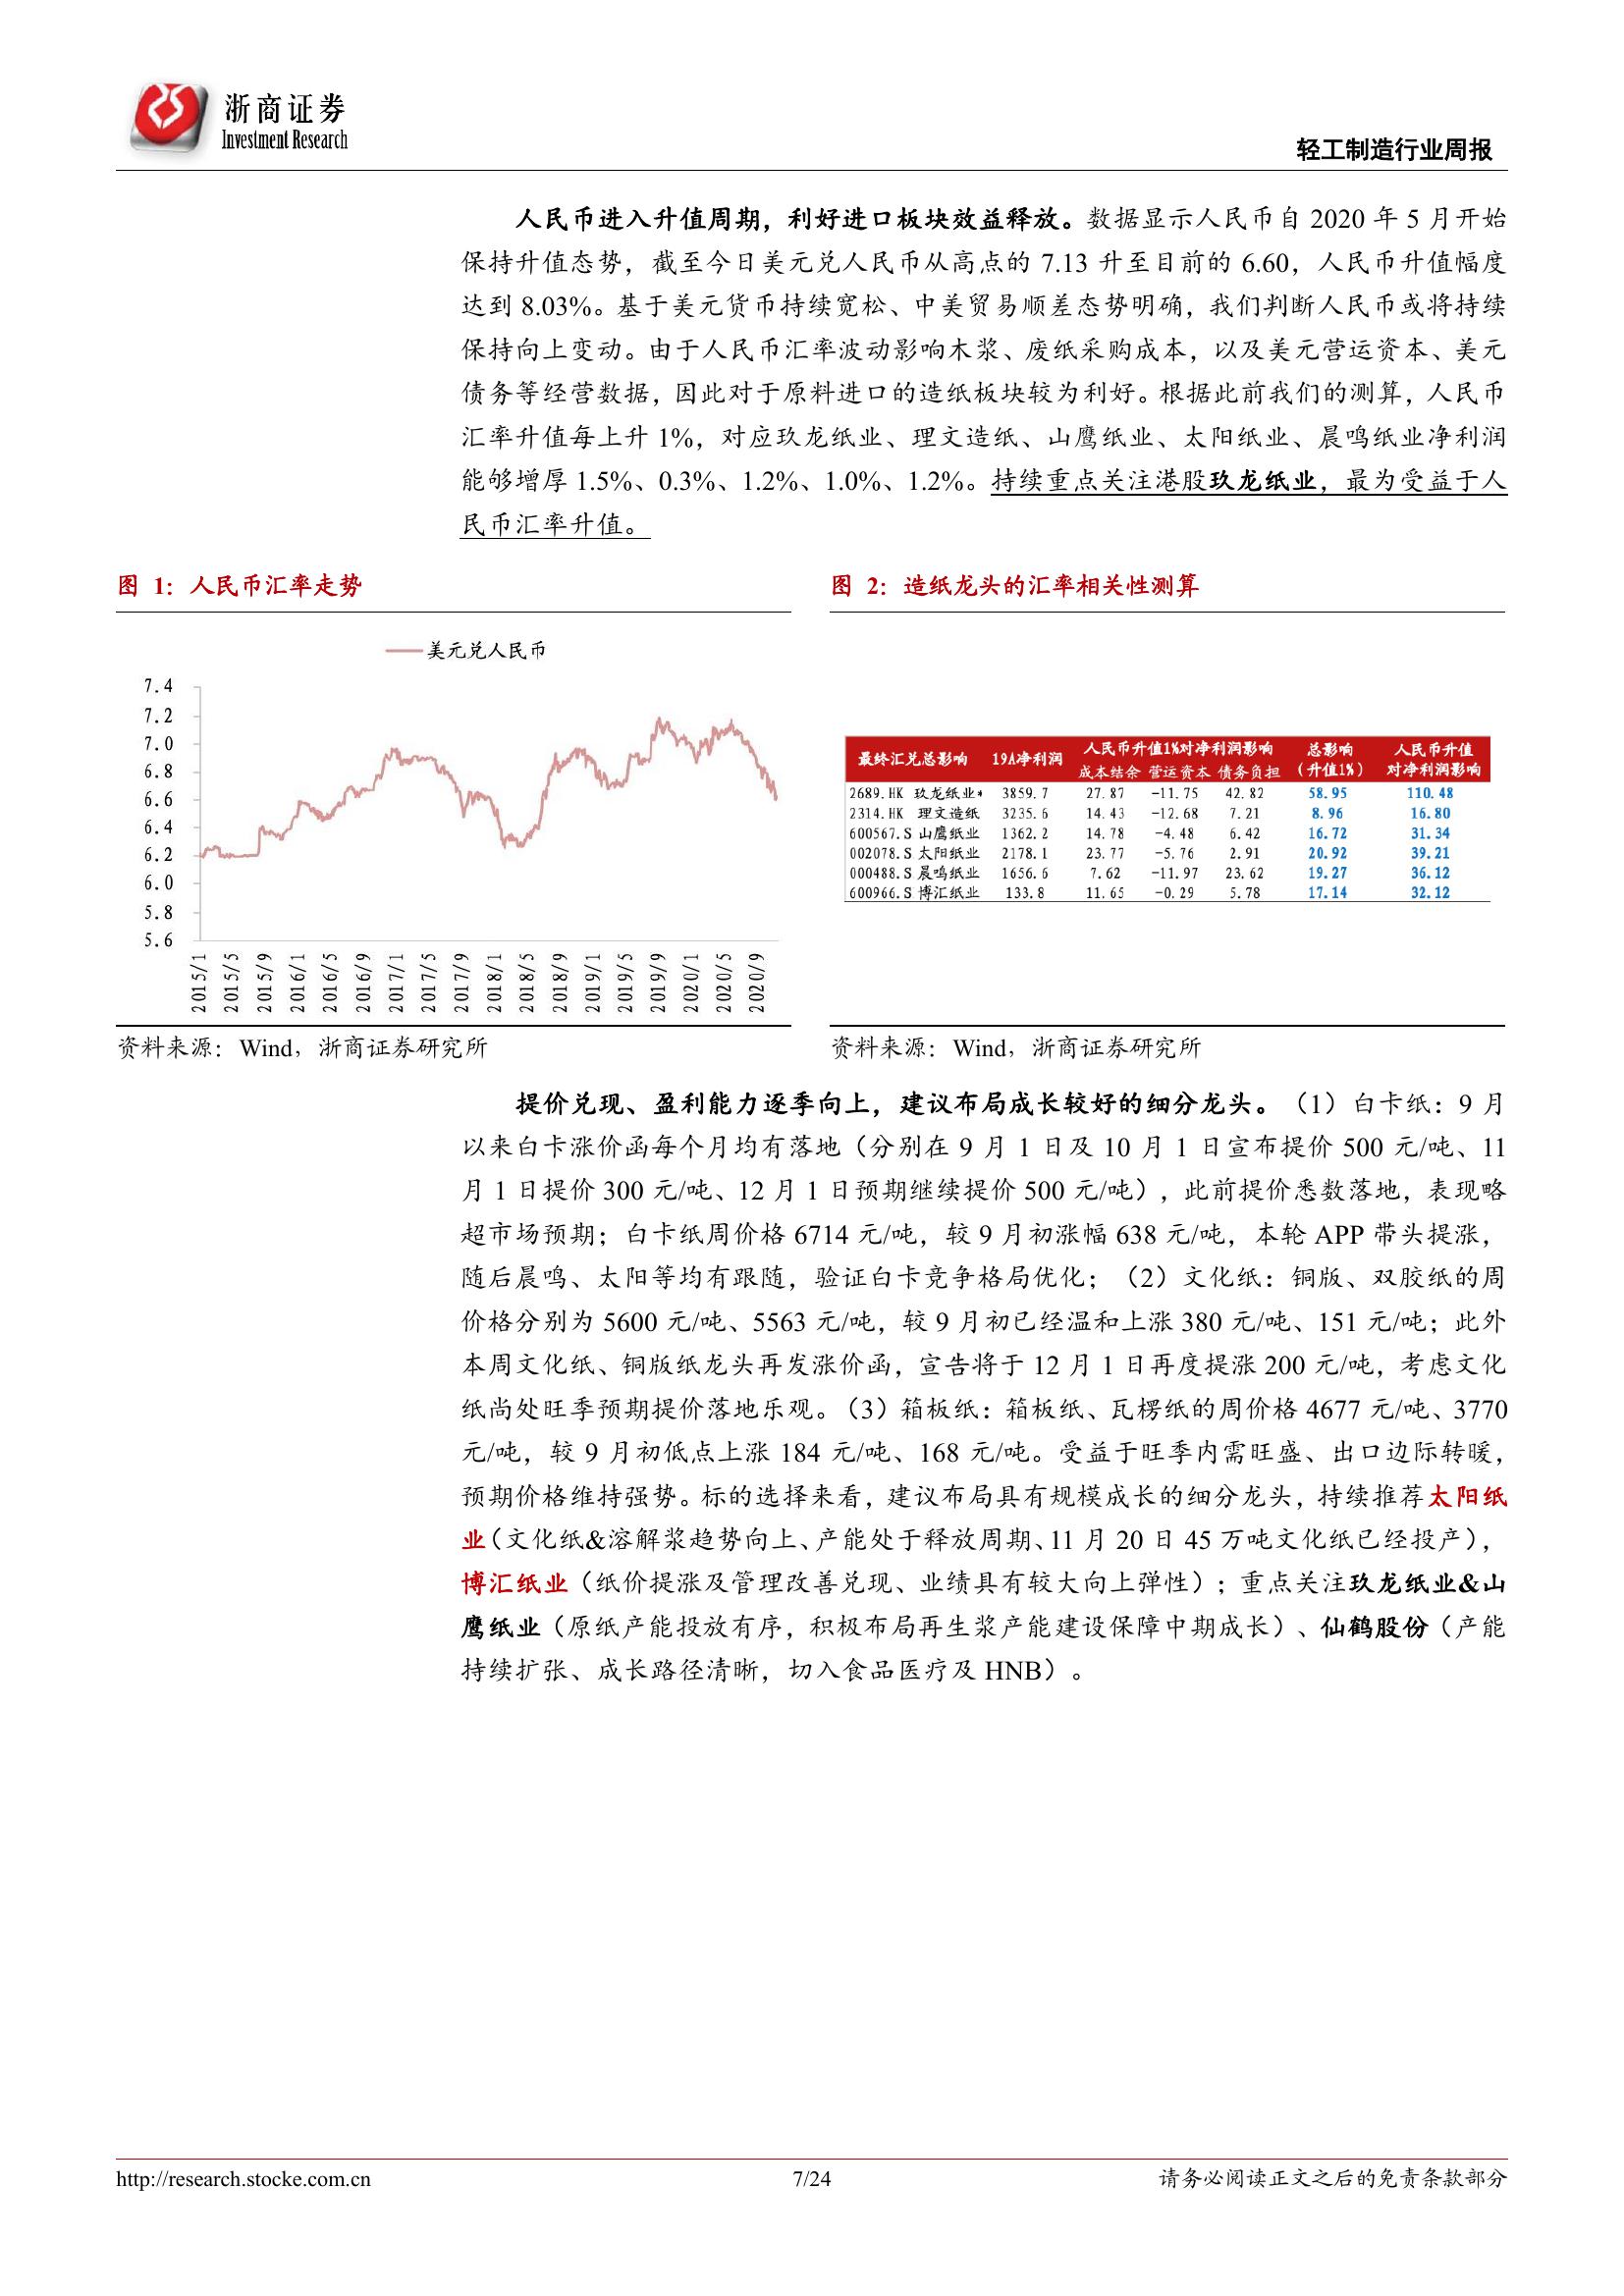 浙商证券
Investment Research
轻工制造行业周报
人民币进入升值周期，利好进口板块效益释放。数据显示人民币自 2020 年 5 月开始
保持升值态势，截至今日美元兑人民币从高点的 7.13 升至目前的 6.60，人民币升值幅度
达到 8.03%。基于美元货币持续宽松、中美贸易顺差态势明确，我们判断人民币或将持续
保持向上变动。由于人民币汇率波动影响木浆、废纸采购成本，以及美元营运资本、美元
债务等经营数据，因此对于原料进口的造纸板块较为利好。根据此前我们的测算，人民币
汇率升值每上升 1%，对应玖龙纸业、理文造纸、山鹰纸业、太阳纸业、晨鸣纸业净利润
能够增厚 1.5%、0.3%、1.2%、1.0%、1.2%。持续重点关注港股玖龙纸业，最为受益于人
民币汇率升值。
图 1：人民币汇率走势
美元兑人民币
7.4
7.2
7.0
6.8
6.6
6.4
6.2
6.0
5.8
5.6
2015/1 2015/5 2015/9 2016/1 2016/5 2016/9 2017/1 2017/5 2017/9 2018/1 2018/5 2018/9 2019/1 2019/5 2019/9 2020/1 2020/5 2020/9
资料来源：Wind，浙商证券研究所
图 2：造纸龙头的汇率相关性测算
最终汇兑总影响 19A净利润 人民币升值1%对净利润影响 总影响 人民币升值
成本结余 营运资本 债务负担 （升值1%） 对净利润影响
2689.HK 玖龙纸业* 3859.7 27.87 -11.75 42.82 58.95 110.48
2314.HK 理文造纸 3235.6 14.43 -12.68 7.21 8.96 16.80
600567.S 山鹰纸业 1362.2 14.78 -4.48 6.42 16.72 31.34
002078.S 太阳纸业 2178.1 23.77 -5.76 2.91 20.92 39.21
000488.S 晨鸣纸业 1656.6 7.62 -11.97 23.62 19.27 36.12
600966.S 博汇纸业 133.8 11.65 -0.29 5.78 17.14 32.12
资料来源：Wind，浙商证券研究所
提价兑现、盈利能力逐季向上，建议布局成长较好的细分龙头。（1）白卡纸：9 月
以来白卡涨价函每个月均有落地（分别在 9 月 1 日及 10 月 1 日宣布提价 500 元/吨、11
月 1 日提价 300 元/吨、12 月 1 日预期继续提价 500 元/吨），此前提价悉数落地，表现略
超市场预期；白卡纸周价格 6714 元/吨，较 9 月初涨幅 638 元/吨，本轮 APP 带头提涨，
随后晨鸣、太阳等均有跟随，验证白卡竞争格局优化；（2）文化纸：铜版、双胶纸的周
价格分别为 5600 元/吨、5563 元/吨，较 9 月初已经温和上涨 380 元/吨、151 元/吨；此外
本周文化纸、铜版纸龙头再发涨价函，宣告将于 12 月 1 日再度提涨 200 元/吨，考虑文化
纸尚处旺季预期提价落地乐观。（3）箱板纸：箱板纸、瓦楞纸的周价格 4677 元/吨、3770
元/吨，较 9 月初低点上涨 184 元/吨、168 元/吨。受益于旺季内需旺盛、出口边际转暖，
预期价格维持强势。标的选择来看，建议布局具有规模成长的细分龙头，持续推荐太阳纸
业（文化纸&溶解浆趋势向上、产能处于释放周期、11 月 20 日 45 万吨文化纸已经投产），
博汇纸业（纸价提涨及管理改善兑现、业绩具有较大向上弹性）；重点关注玖龙纸业&山
鹰纸业（原纸产能投放有序，积极布局再生浆产能建设保障中期成长）、仙鹤股份（产能
持续扩张、成长路径清晰，切入食品医疗及 HNB）。
http://research.stocke.com.cn
7/24
请务必阅读正文之后的免责条款部分